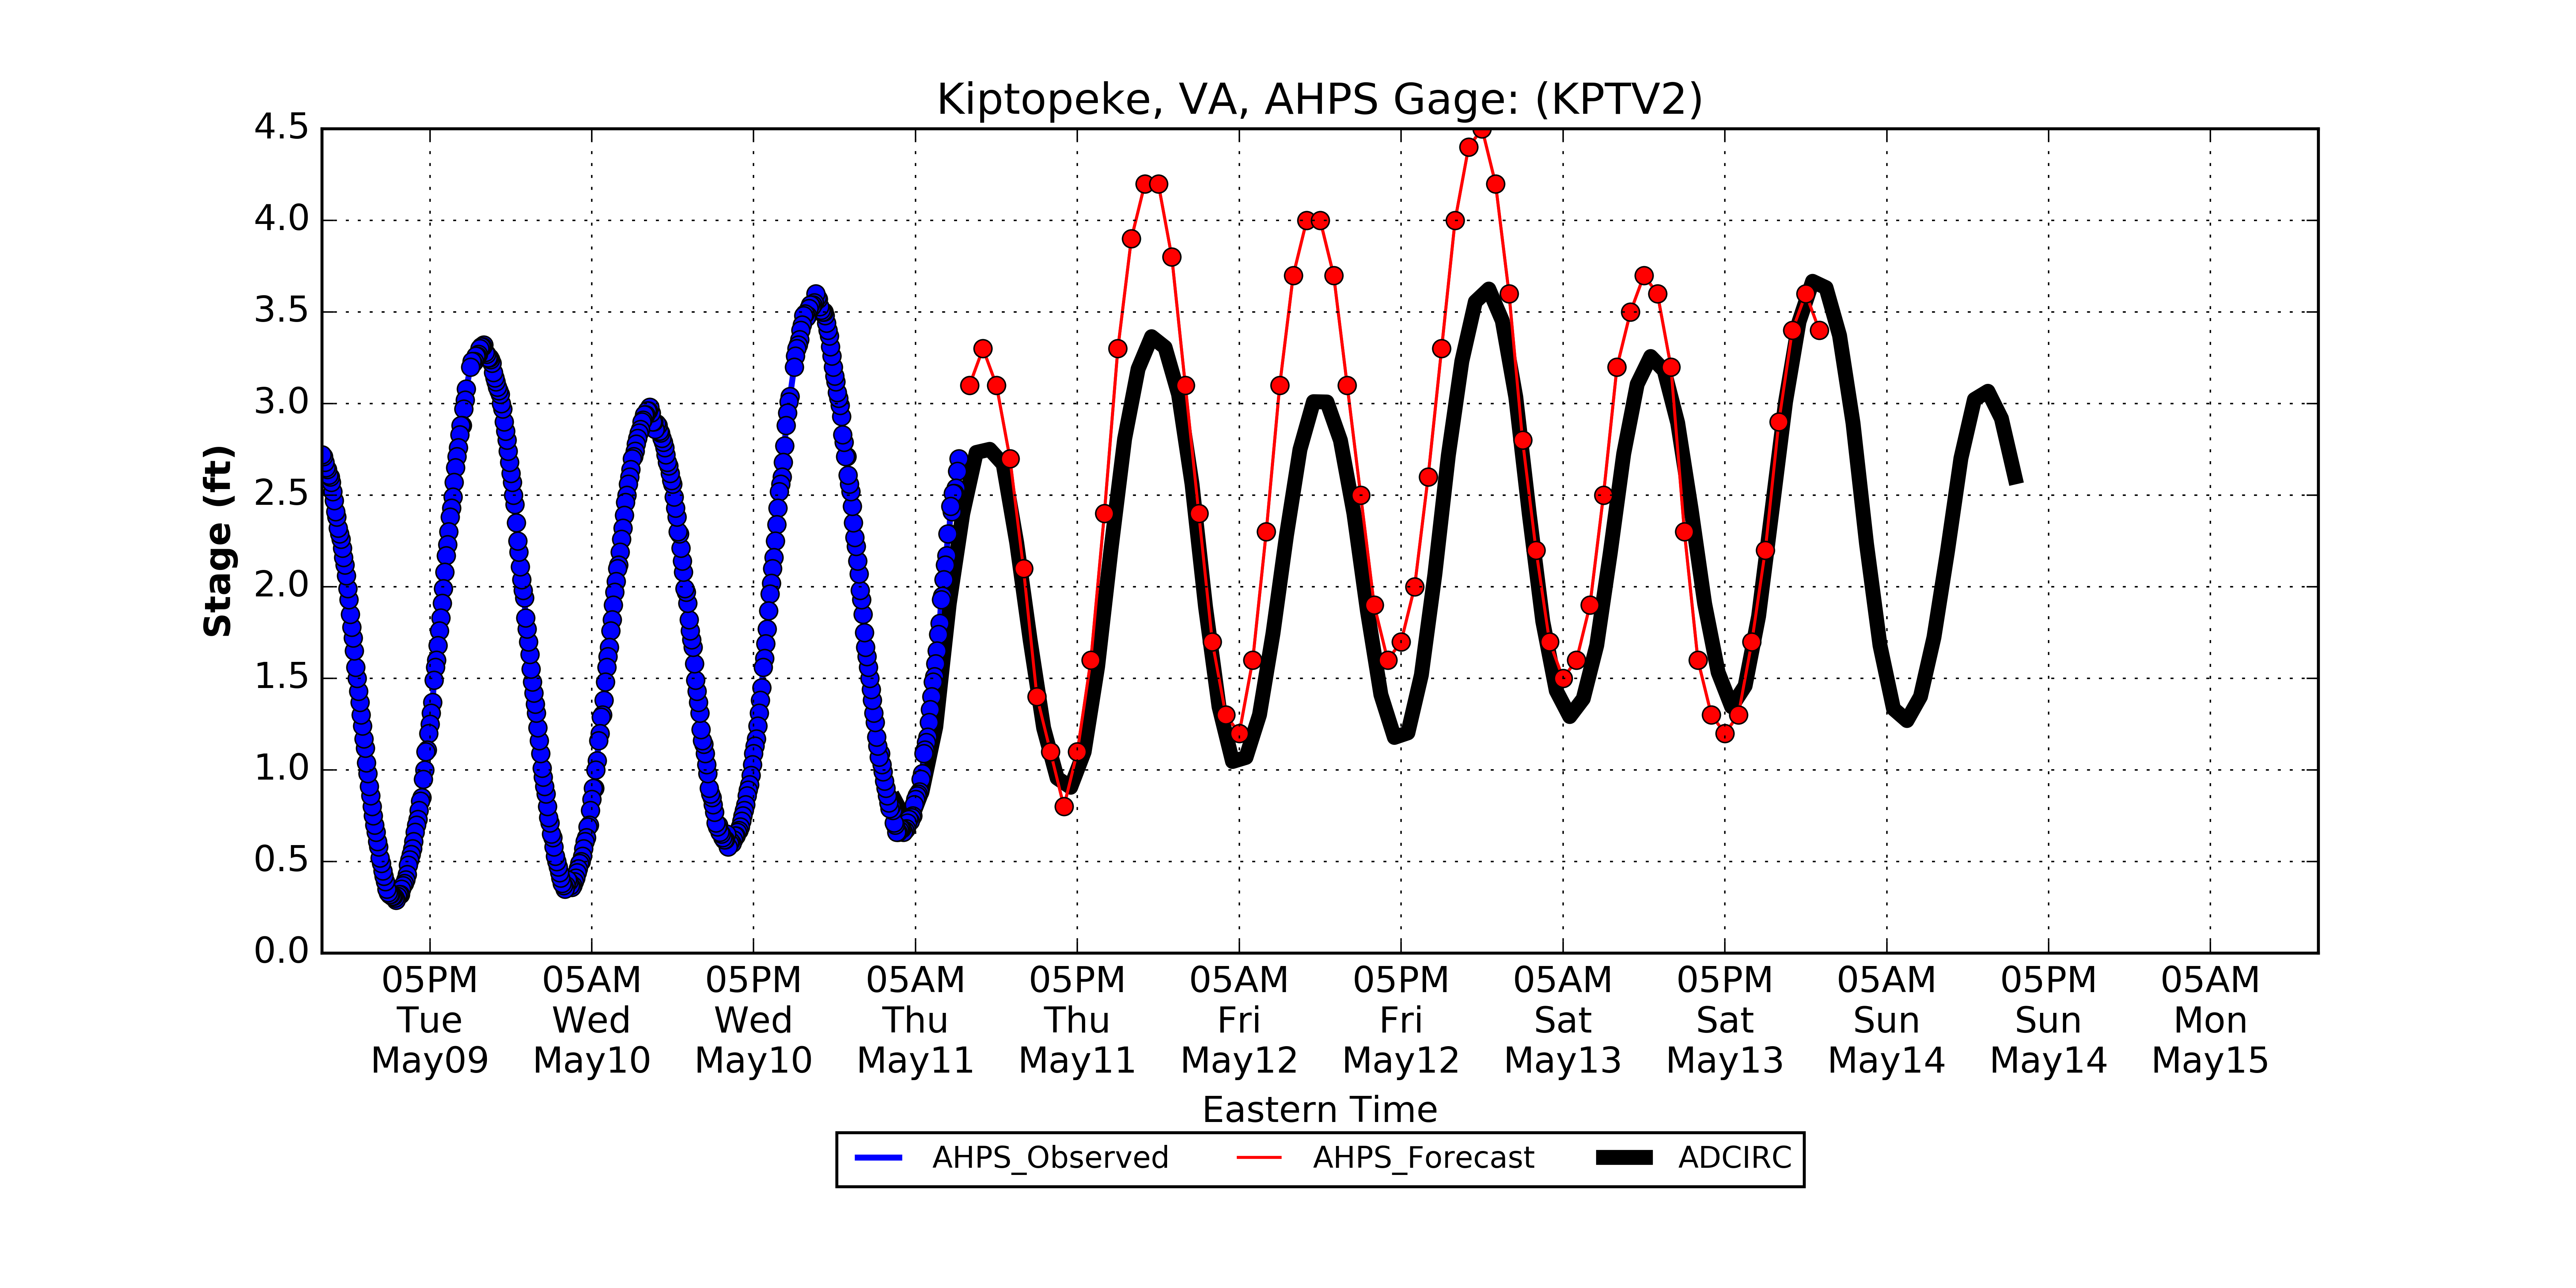 Kiptopeke, VA, AHPS Gage: (KPTV2)
4.5
4.0
3.5
3.0
2.5
2.0
1.5
1.0
0.5
0.0
Stage (ft)
05PM 05AM 05PM 05AM 05PM 05AM 05PM 05AM 05PM 05AM 05PM 05AM
Tue Wed Wed Thu Thu Fri Fri Sat Sat Sun Sun Mon
May09 May10 May10 May11 May11 May12 May12 May13 May13 May14 May14 May15
Eastern Time
AHPS_Observed AHPS_Forecast ADCIRC